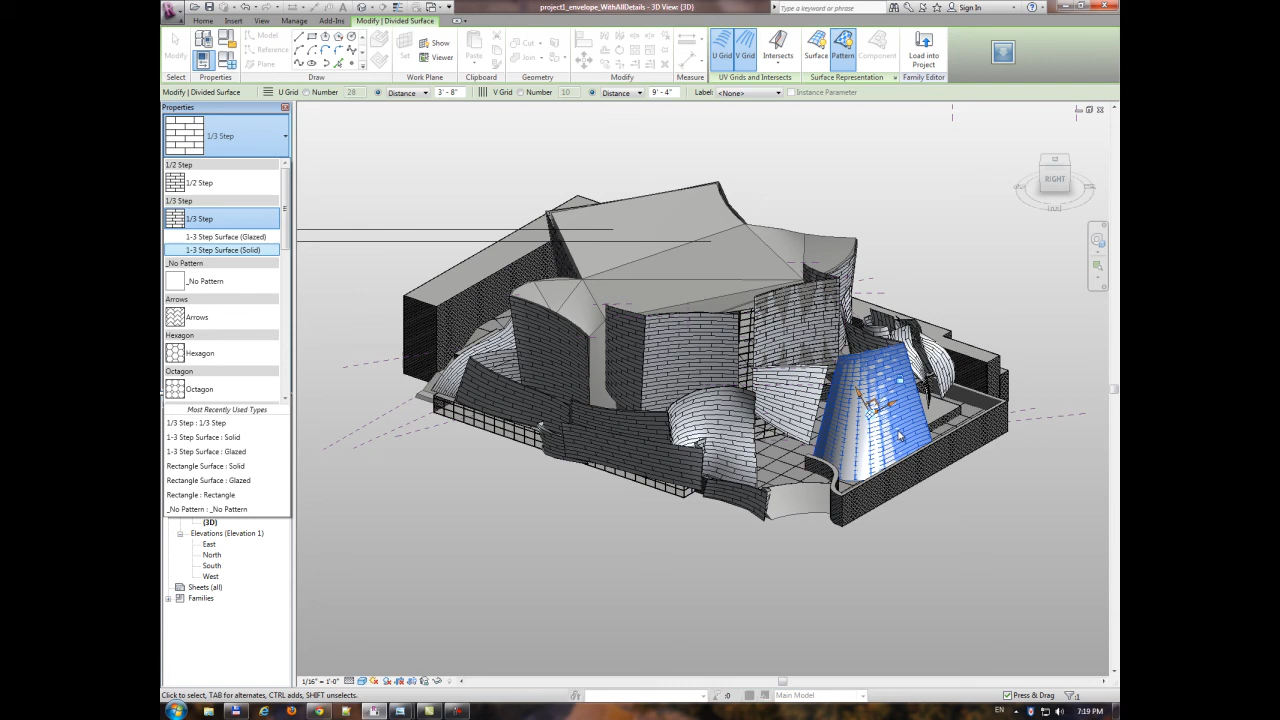 project1_envelope_WithAllDetails - 3D View: {3D}
Type a keyword or phrase
Sign In
Home Insert View Manage Add-Ins Modify | Divided Surface
Modify
Model
Reference
Plane
Set
Show
Viewer
Paste
Cut
Join
U Grid V Grid Intersects
Surface Pattern Component
Load into
Project
Select Properties Draw Work Plane Clipboard Geometry Modify Measure UV Grids and Intersects Surface Representation Family Editor
Modify | Divided Surface U Grid Number 28 Distance 3' - 8" V Grid Number 10 Distance 9' - 4" Label: <None> Instance Parameter
Properties
1/3 Step
1/2 Step
1/2 Step
1/3 Step
1/3 Step
1-3 Step Surface (Glazed)
1-3 Step Surface (Solid)
_No Pattern
_No Pattern
Arrows
Arrows
Hexagon
Hexagon
Octagon
Octagon
Most Recently Used Types
1/3 Step : 1/3 Step
1-3 Step Surface : Solid
1-3 Step Surface : Glazed
Rectangle Surface : Solid
Rectangle Surface : Glazed
Rectangle : Rectangle
_No Pattern : _No Pattern
{3D}
Elevations (Elevation 1)
East
North
South
West
Sheets (all)
Families
RIGHT
1/16" = 1'-0"
Click to select, TAB for alternates, CTRL adds, SHIFT unselects.
:0
Main Model
Press & Drag
:1
EN
7:19 PM